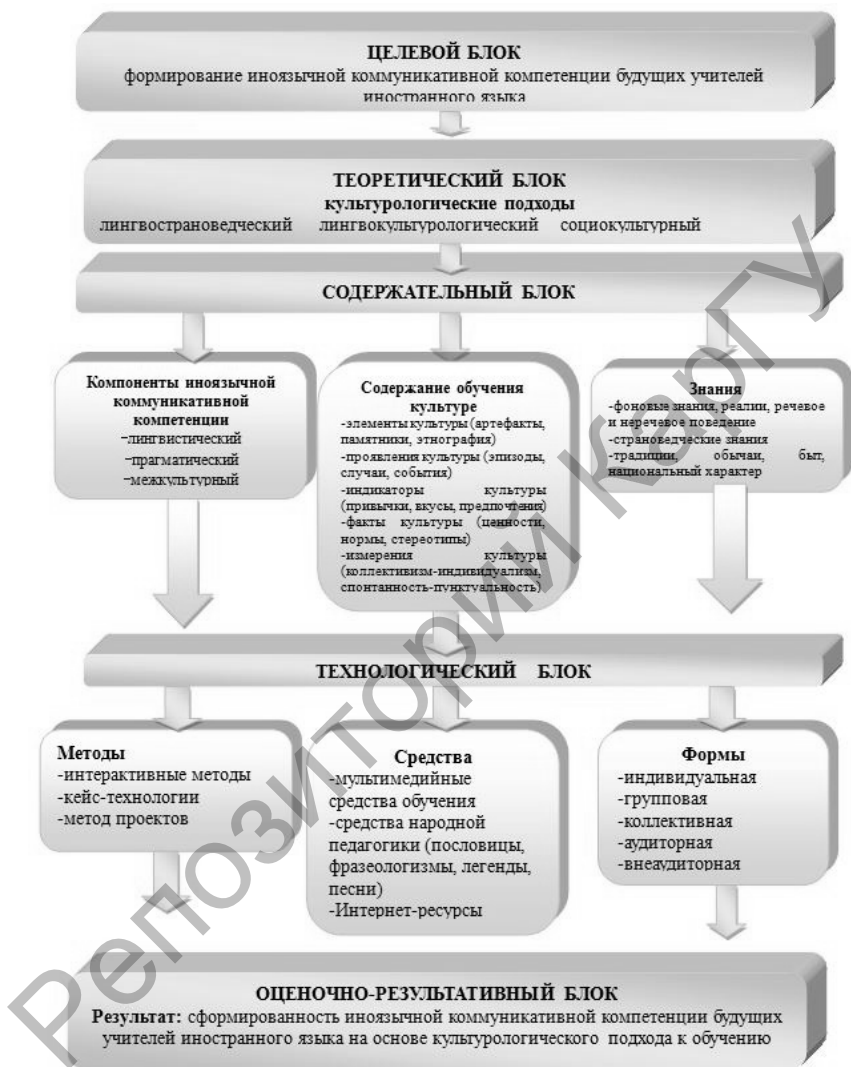 ЦЕЛЕВОЙ БЛОК
формирование иноязычной коммуникативной компетенции будущих учителей
иностранного языка
ТЕОРЕТИЧЕСКИЙ БЛОК
культурологические подходы
лингвострановедческий лингвокультурологический социокультурный
СОДЕРЖАТЕЛЬНЫЙ БЛОК
Компоненты иноязычной
коммуникативной
компетенции
-лингвистический
-прагматический
-межкультурный
Содержание обучения
культуре
-элементы культуры (артефакты,
памятники, этнография)
-проявления культуры (эпизоды,
случаи, события)
-индикаторы культуры
(привычки, вкусы, предпочтения)
-факты культуры (ценности,
нормы, стереотипы)
-измерения культуры
(коллективизм-индивидуализм,
спонтанность-пунктуальность)
Знания
-фоновые знания, реалии, речевое
и неречевое поведение
-страноведческие знания
-традиции, обычаи, быт,
национальный характер
ТЕХНОЛОГИЧЕСКИЙ БЛОК
Методы
-интерактивные методы
-кейс-технологии
-метод проектов
Средства
-мультимедийные
средства обучения
-средства народной
педагогики (пословицы,
фразеологизмы, легенды,
песни)
-Интернет-ресурсы
Формы
-индивидуальная
-групповая
-коллективная
-аудиторная
-внеаудиторная
ОЦЕНОЧНО-РЕЗУЛЬТАТИВНЫЙ БЛОК
Результат: сформированность иноязычной коммуникативной компетенции будущих
учителей иностранного языка на основе культурологического подхода к обучению
Репозиторий КарГУ